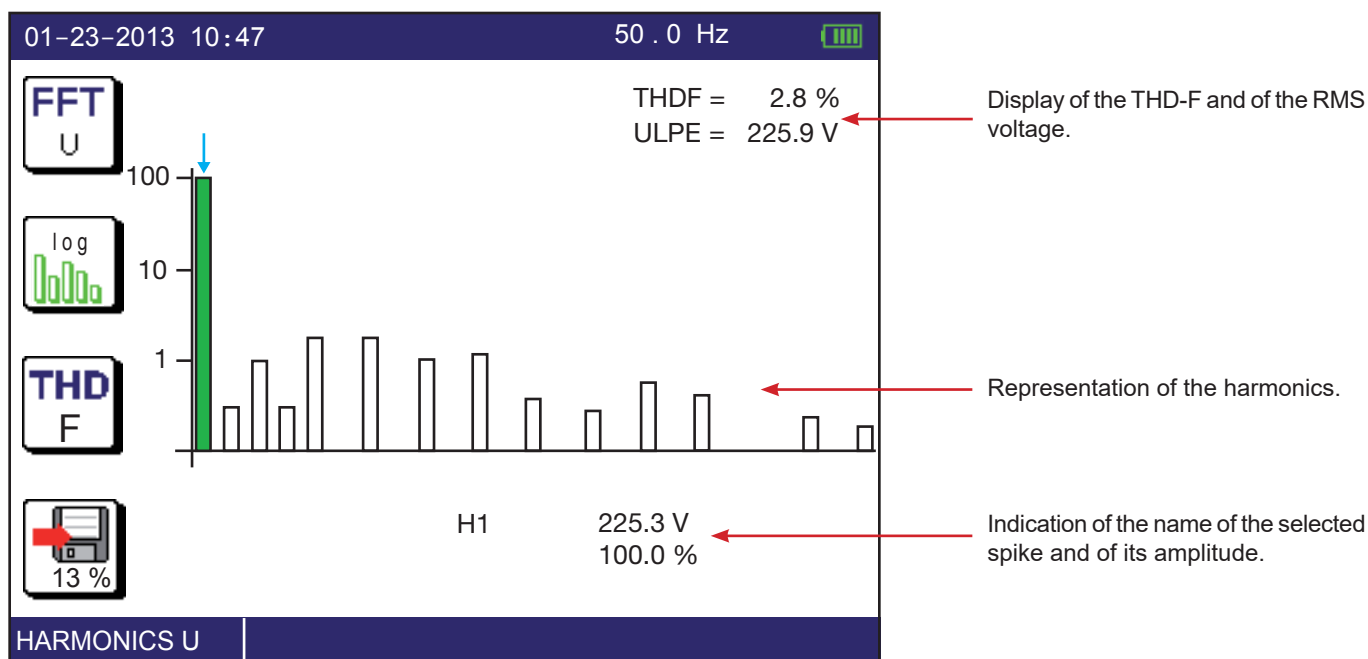 01-23-2013 10:47 50 . 0 Hz
FFT
U
THDF = 2.8 %
ULPE = 225.9 V
Display of the THD-F and of the RMS
voltage.
100
log
10
1
THD
F
Representation of the harmonics.
H1 225.3 V
100.0 %
Indication of the name of the selected
spike and of its amplitude.
13 %
HARMONICS U